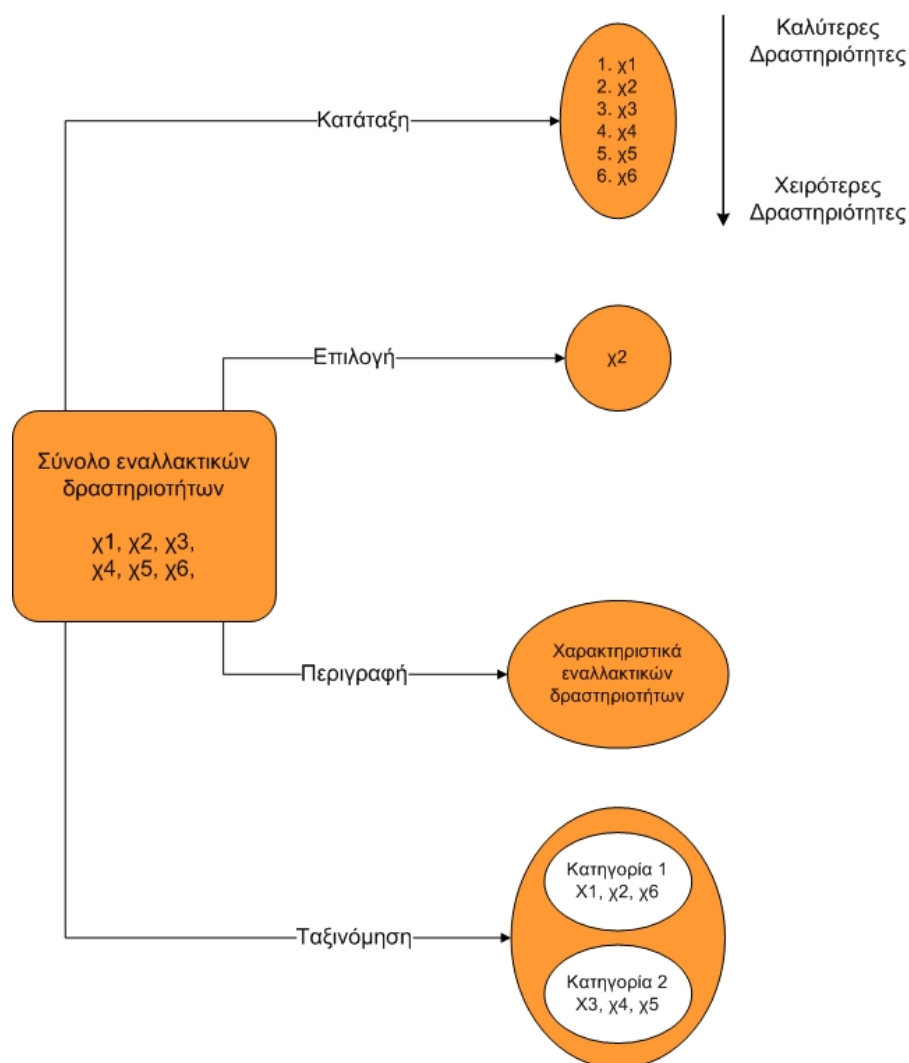 Καλύτερες
Δραστηριότητες
1. χ1
2. χ2
3. χ3
4. χ4
5. χ5
6. χ6
Κατάταξη
Χειρότερες
Δραστηριότητες
Επιλογή
χ2
Σύνολο εναλλακτικών
δραστηριοτήτων
χ1, χ2, χ3,
χ4, χ5, χ6,
Περιγραφή
Χαρακτηριστικά
εναλλακτικών
δραστηριοτήτων
Ταξινόμηση
Κατηγορία 1
Χ1, χ2, χ6
Κατηγορία 2
Χ3, χ4, χ5